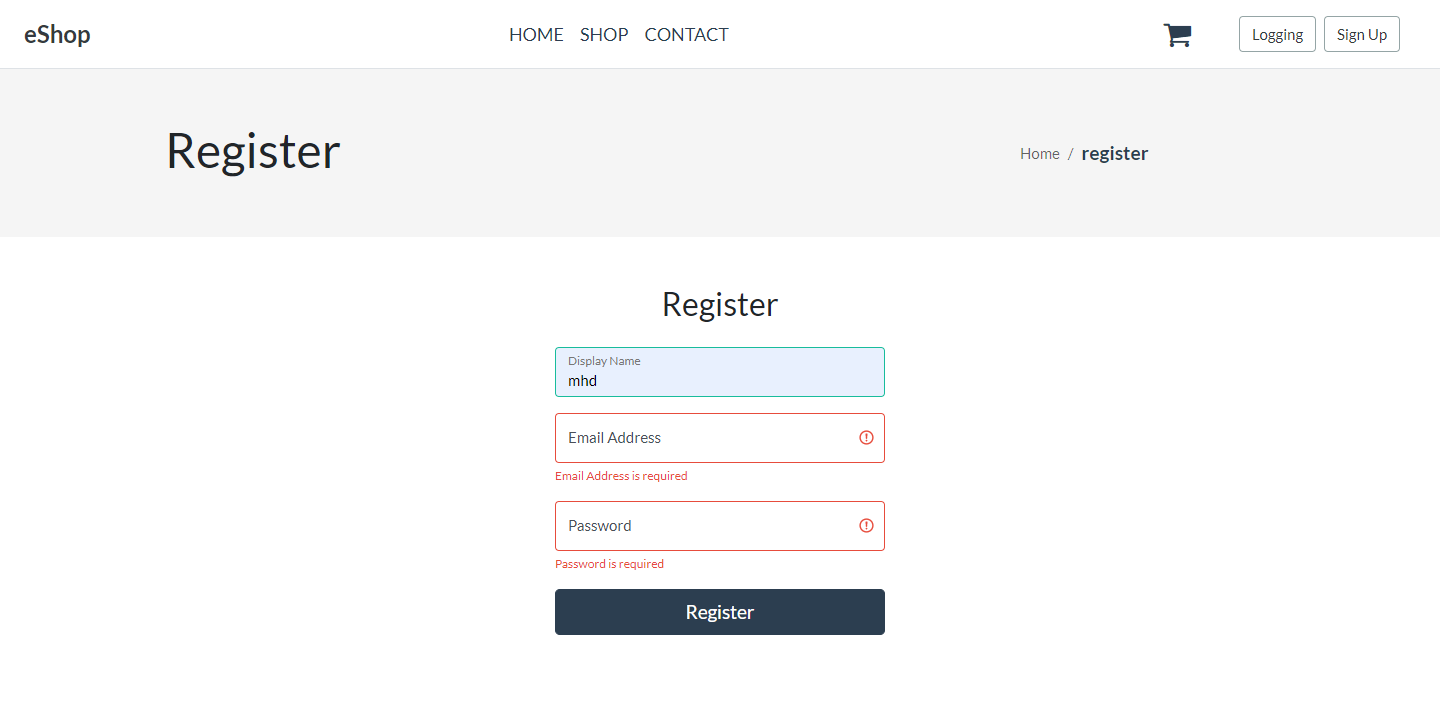 eShop HOME SHOP CONTACT Logging Sign Up
Register
Home / register
Register
Display Name
mhd
Email Address
Email Address is required
Password
Password is required
Register